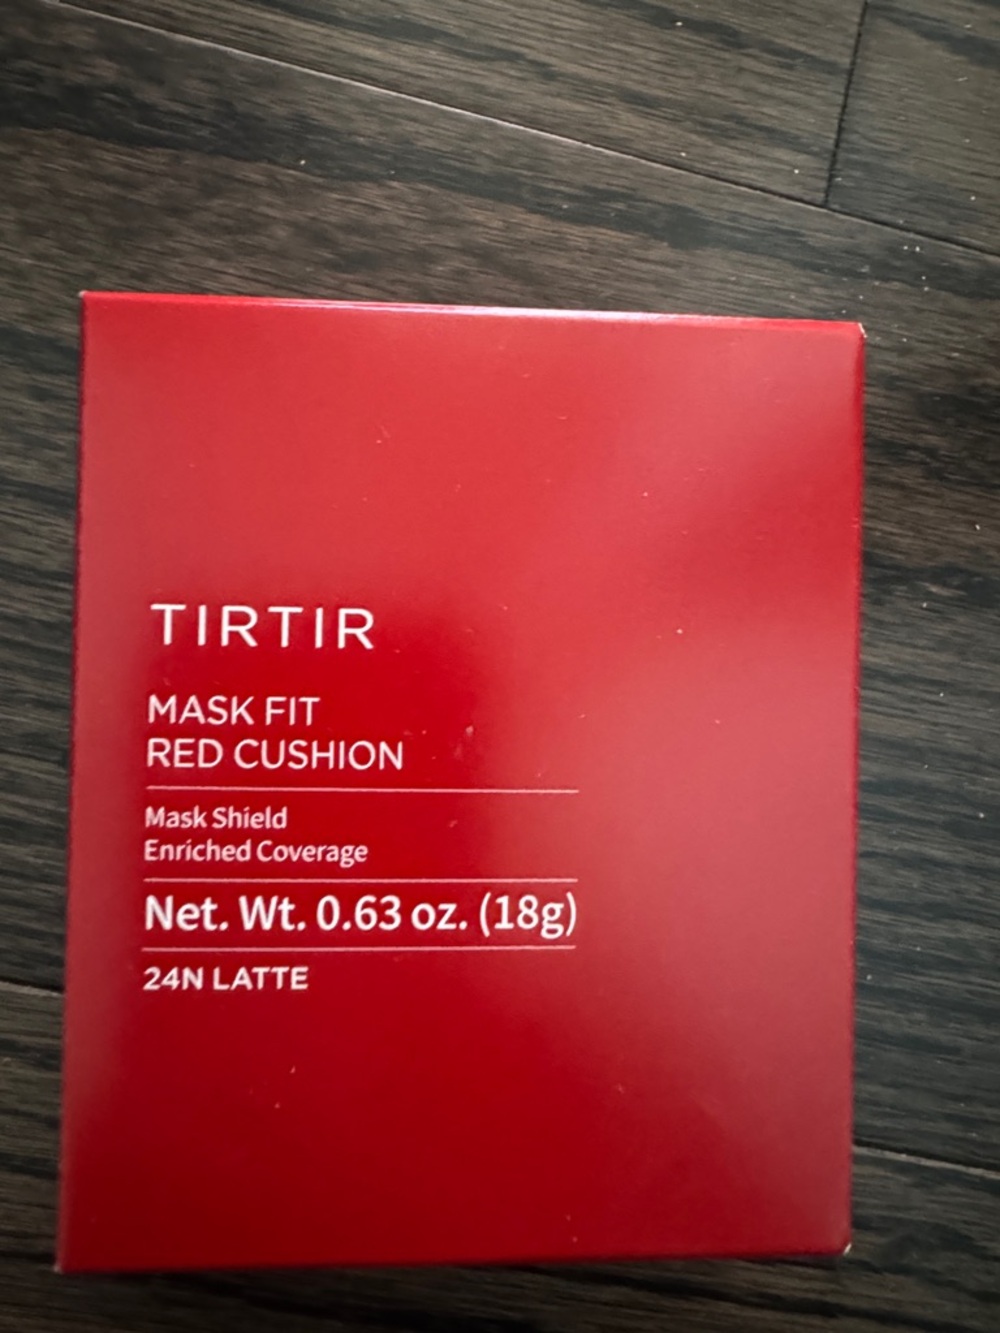 TIRTIR
MASK FIT
RED CUSHION
Mask Shield
Enriched Coverage
Net. Wt. 0.63 oz. (18g)
24N LATTE